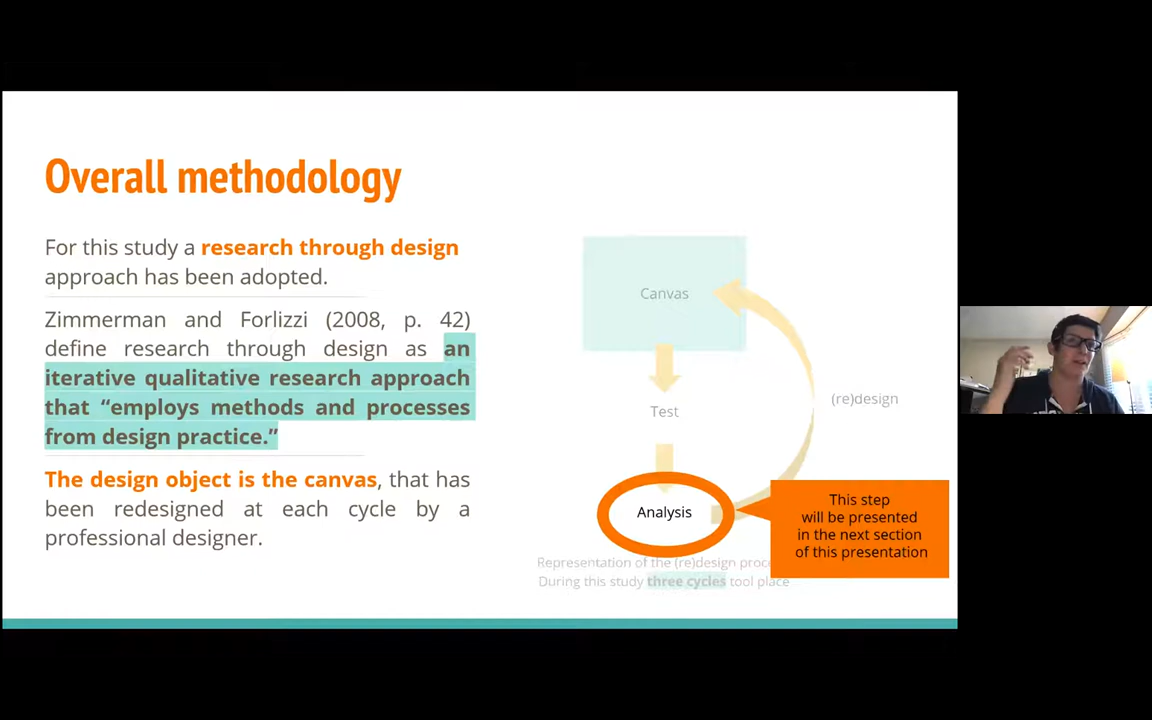 Overall methodology
For this study a research through design
approach has been adopted.
Zimmerman and Forlizzi (2008, p. 42)
define research through design as an
iterative qualitative research approach
that “employs methods and processes
from design practice.”
The design object is the canvas, that has
been redesigned at each cycle by a
professional designer.
Canvas
Test
(re)design
Analysis
This step
will be presented
in the next section
of this presentation
Representation of the (re)design
During this study three cycles tool place